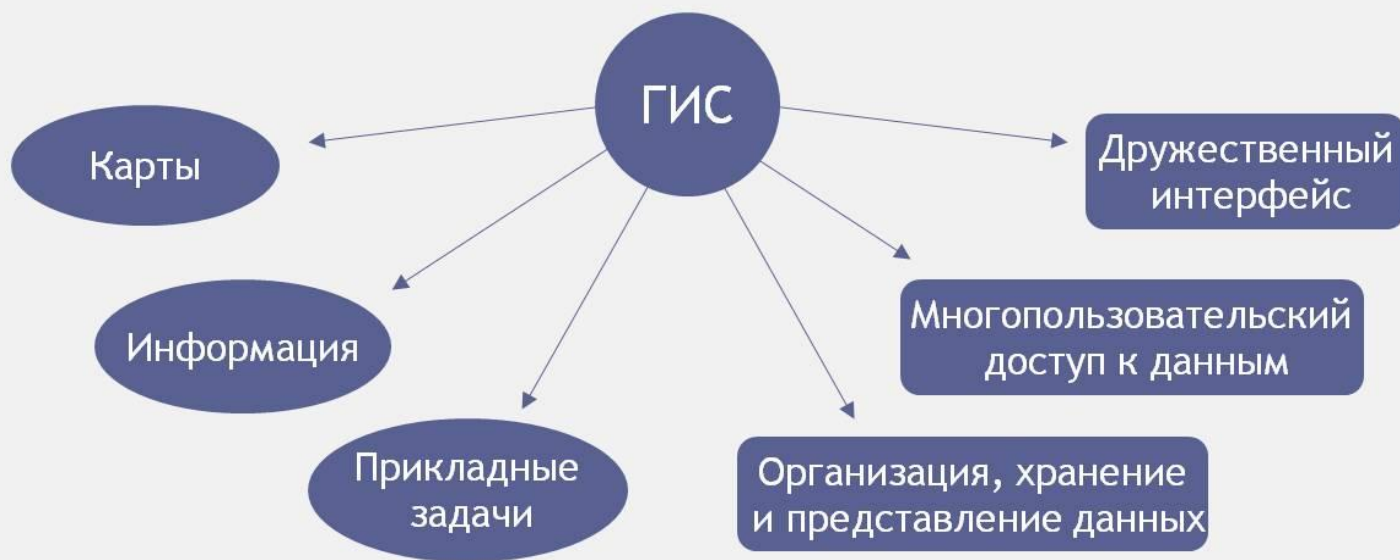 ГИС
Карты
Дружественный
интерфейс
Информация
Многопользовательский
доступ к данным
Прикладные
задачи
Организация, хранение
и представление данных